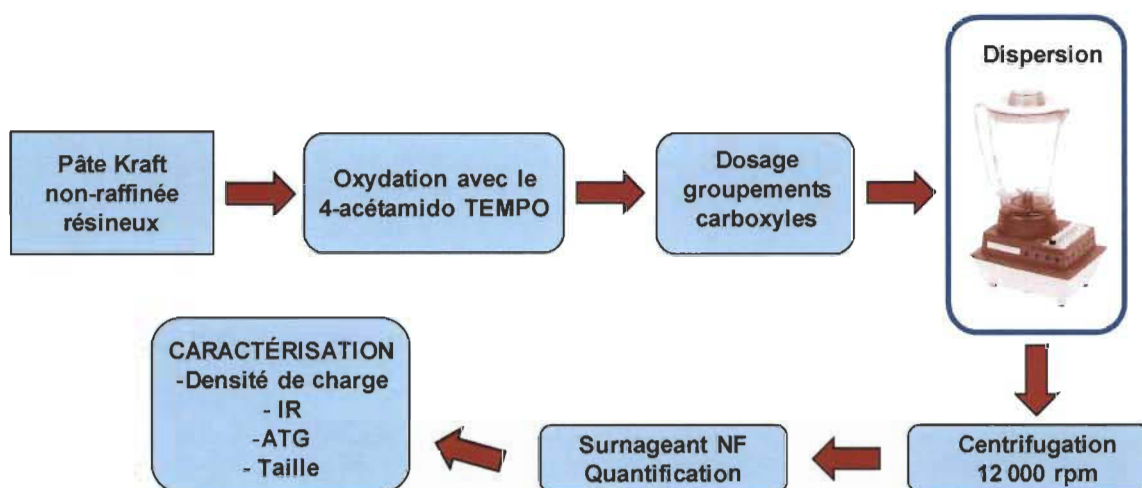 Pâte Kraft
non-raffinée
résineux
Oxydation avec le
4-acétamido TEMPO
Dosage
groupements
carboxyles
Dispersion
Centrifugation
12 000 rpm
Surnageant NF
Quantification
CARACTÉRISATION
-Densité de charge
- IR
-ATG
- Taille